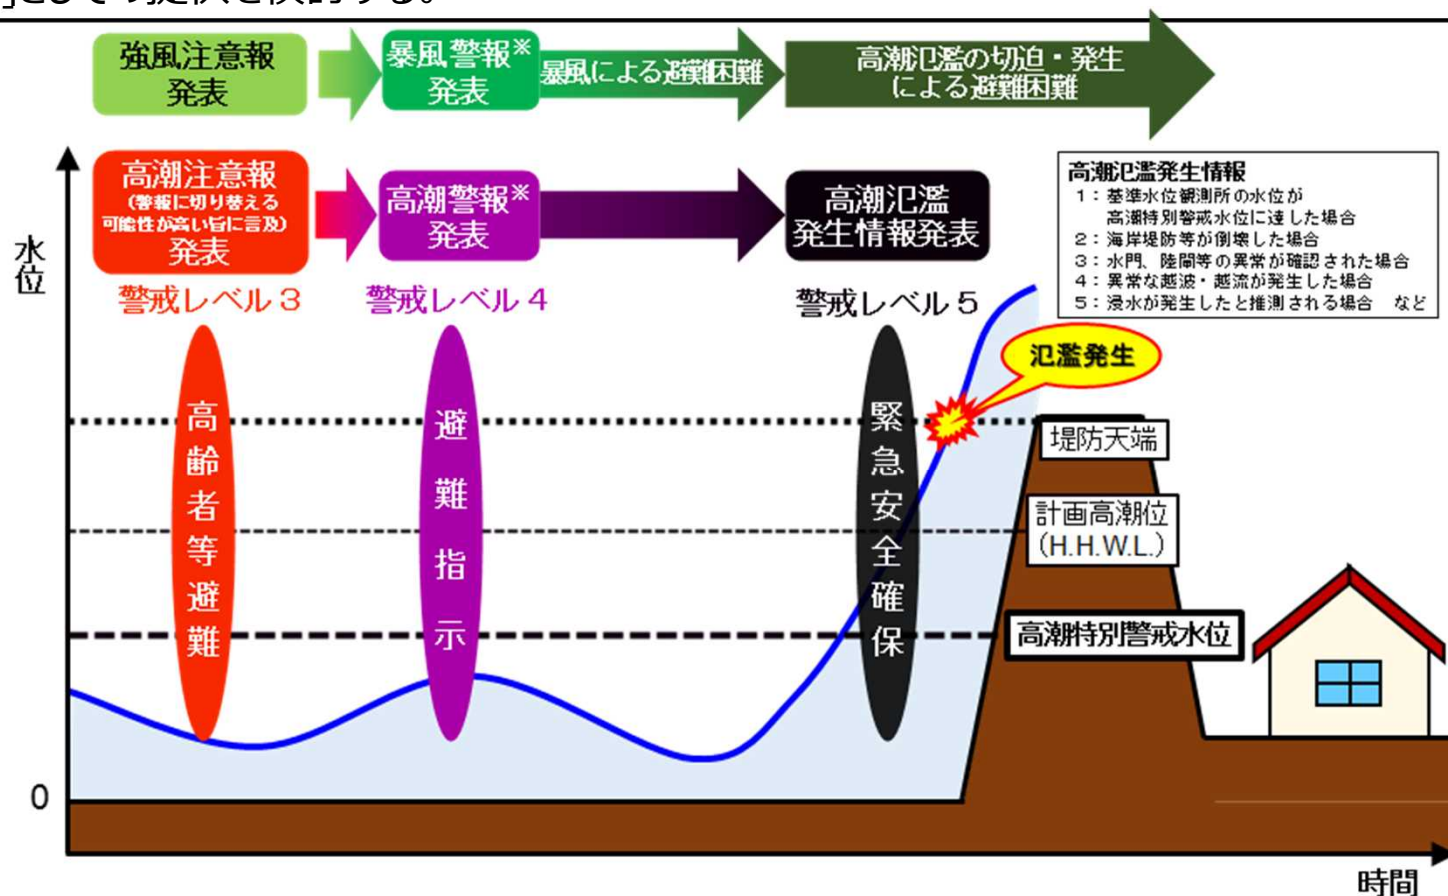 」としての提供を検討する。
強風注意報
発表
暴風警報※
発表
暴風による避難困難
高潮氾濫の切迫・発生
による避難困難
高潮注意報
(警報に切り替える
可能性が高い旨に言及)
発表
高潮警報※
発表
高潮氾濫
発生情報発表
高潮氾濫発生情報
1:基準水位観測所の水位が
高潮特別警戒水位に達した場合
2:海岸堤防等が倒壊した場合
3:水門、陸閘等の異常が確認された場合
4:異常な越波・越流が発生した場合
5:浸水が発生したと推測される場合 など
水位
警戒レベル3
警戒レベル4
警戒レベル5
氾濫発生
高齢者等避難
避難指示
緊急安全確保
堤防天端
計画高潮位
(H.H.W.L.)
高潮特別警戒水位
0
時間